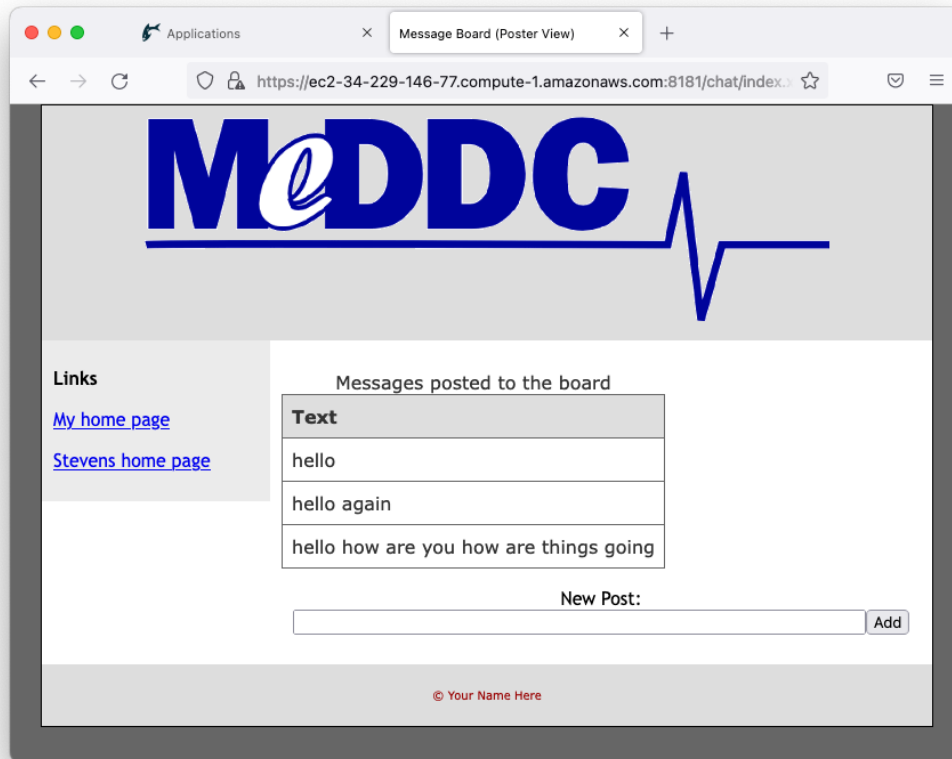 Applications
Message Board (Poster View)
https://ec2-34-229-146-77.compute-1.amazonaws.com:8181/chat/index.
MeDDC
Links
My home page
Stevens home page
Messages posted to the board
Text
hello
hello again
hello how are you how are things going
New Post:
Add
© Your Name Here